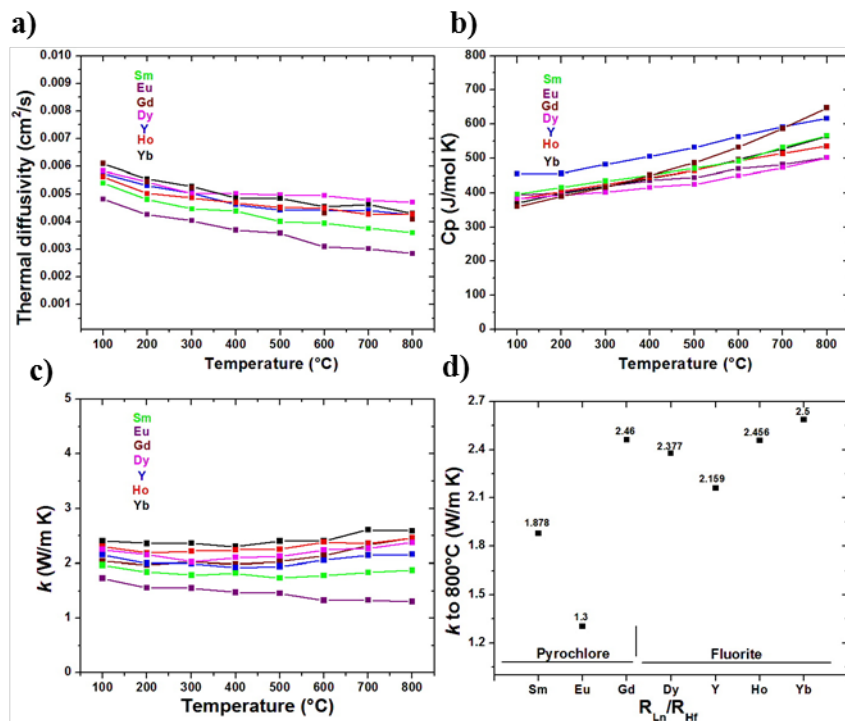 a)
0.010
0.009
0.008
0.007
0.006
0.005
0.004
0.003
0.002
0.001
Thermal diffusivity (cm²/s)
Sm
Eu
Gd
Dy
Y
Ho
Yb
100 200 300 400 500 600 700 800
Temperature (°C)
b)
800
700
600
500
400
300
200
100
0
Cp (J/mol K)
Sm
Eu
Gd
Dy
Y
Ho
Yb
100 200 300 400 500 600 700 800
Temperature (°C)
c)
5
4
3
2
1
0
k (W/m K)
Sm
Eu
Gd
Dy
Y
Ho
Yb
100 200 300 400 500 600 700 800
Temperature (°C)
d)
2.7
2.4
2.1
1.8
1.5
1.2
k to 800°C (W/m K)
1.878
1.3
2.46
2.377
2.159
2.456
2.5
Pyrochlore Fluorite
Sm Eu Gd Dy Y Ho Yb
R_Ln/R_Hf